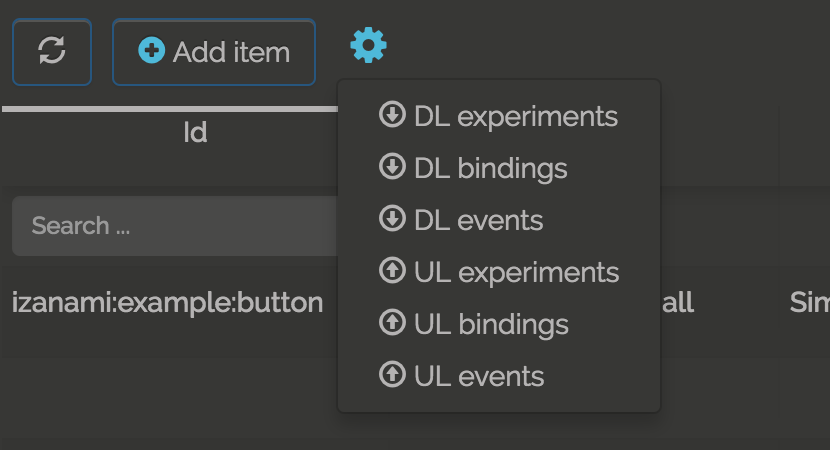 Add item
DL experiments
Id
DL bindings
DL events
Search ...
UL experiments
izanami:example:button
all
UL bindings
UL events